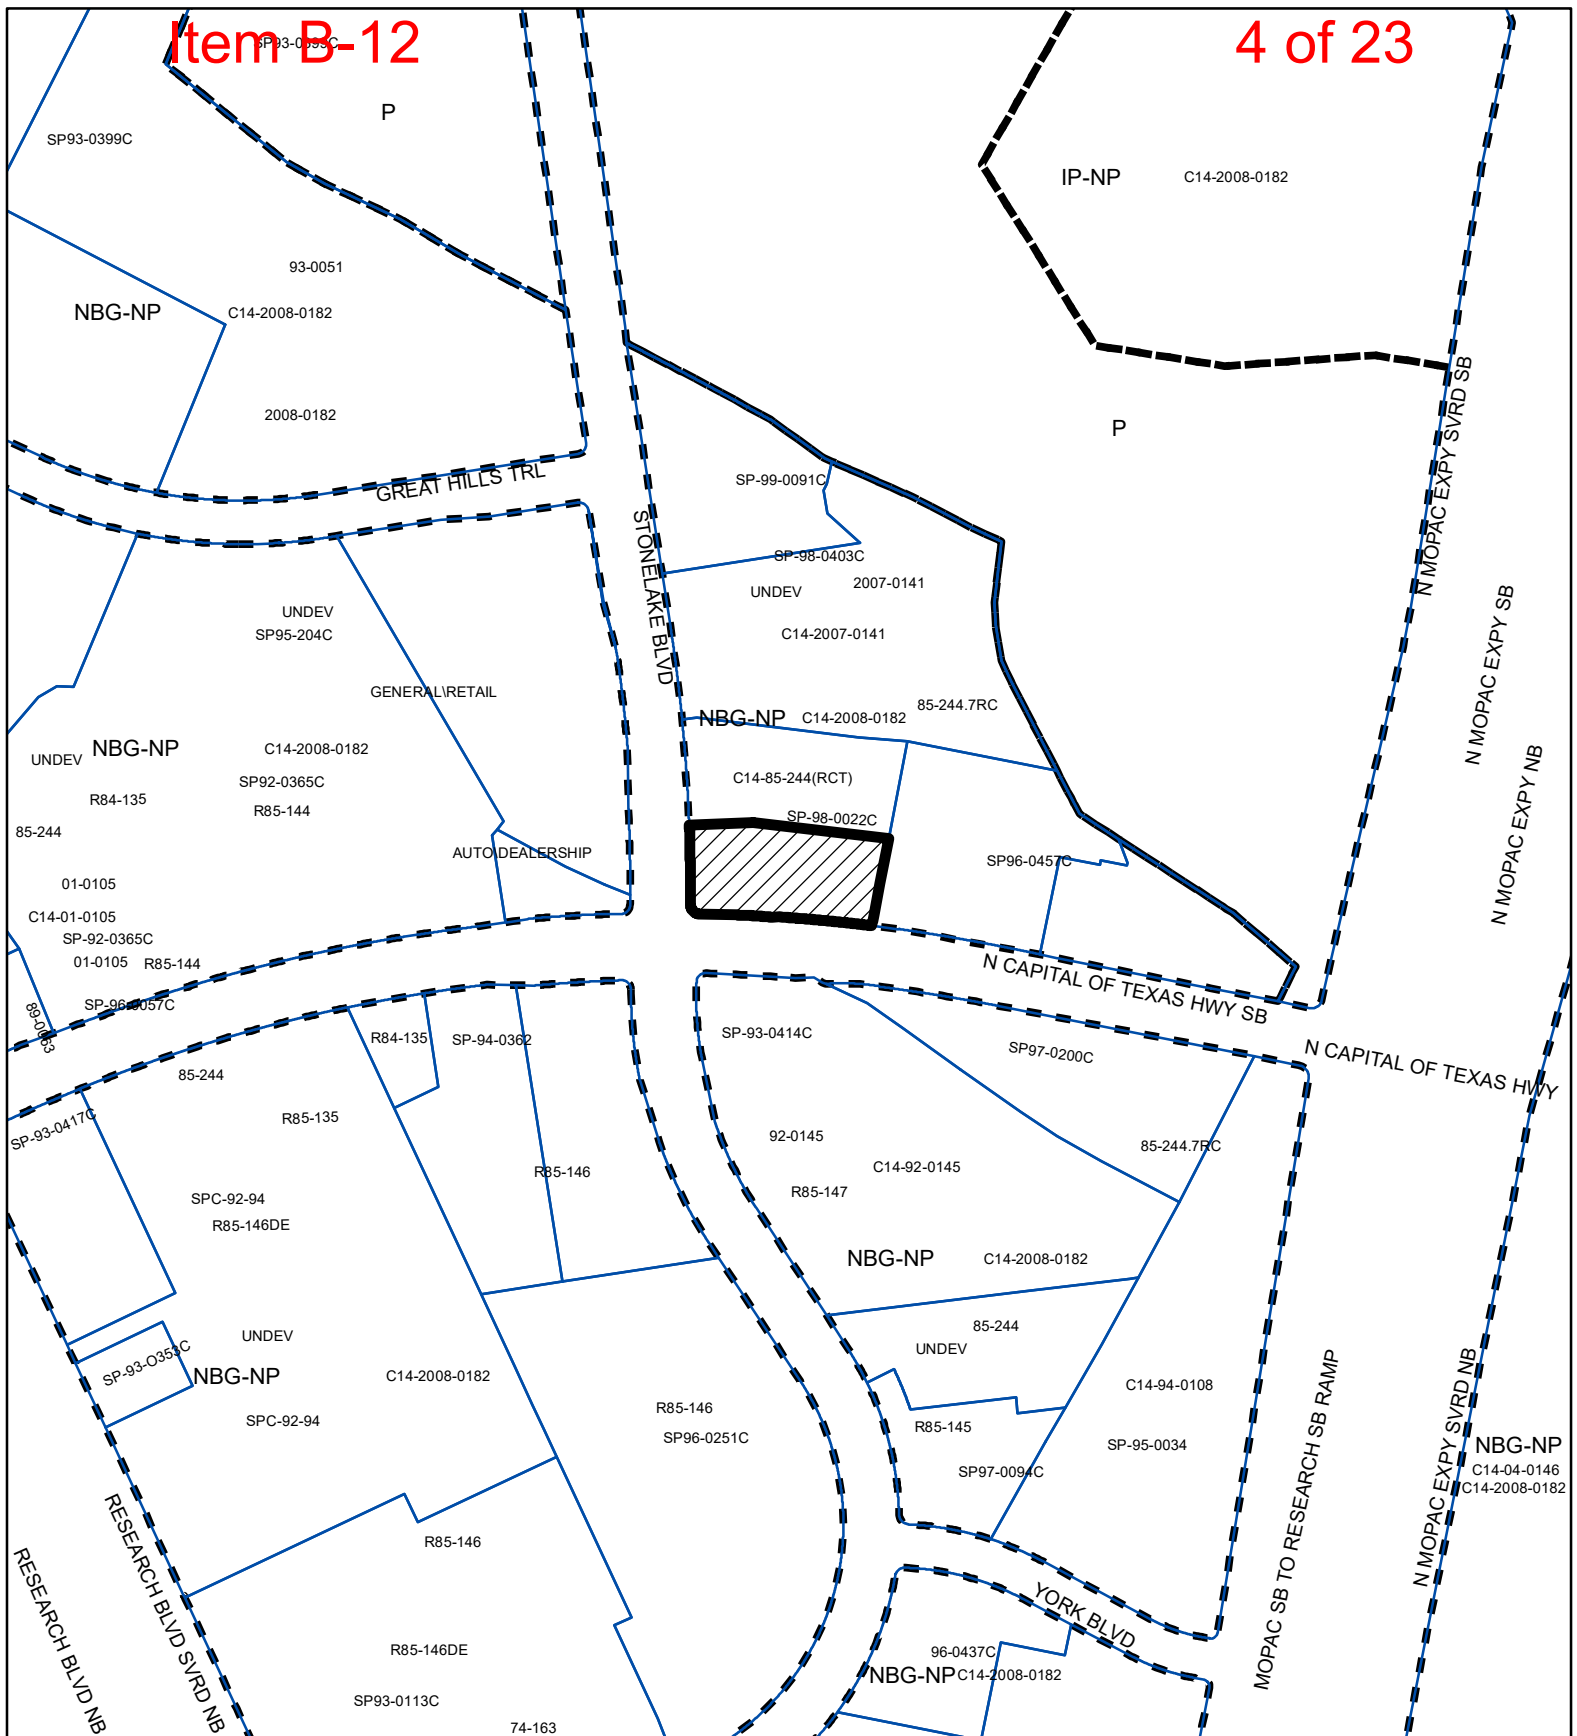 Item B-12
4 of 23
SP93-0399C
P
SP93-0399C
IP-NP
C14-2008-0182
93-0051
NBG-NP
C14-2008-0182
2008-0182
P
N MOPAC EXPY SVRD SB
GREAT HILLS TRL
SP-99-0091C
STONELAKE BLVD
SP-98-0403C
UNDEV
2007-0141
C14-2007-0141
UNDEV
SP95-204C
N MOPAC EXPY SB
GENERAL\RETAIL
NBG-NP
C14-2008-0182
85-244.7RC
NBG-NP
C14-2008-0182
UNDEV
SP92-0365C
C14-85-244(RCT)
R84-135
R85-144
SP-98-0022C
85-244
N MOPAC EXPY NB
AUTO DEALERSHIP
SP96-0457C
01-0105
C14-01-0105
SP-92-0365C
01-0105
R85-144
N CAPITAL OF TEXAS HWY SB
SP-96-0057C
89-0063
R84-135
SP-94-0362
SP-93-0414C
SP97-0200C
N CAPITAL OF TEXAS HWY
85-244
SP-93-0417C
R85-135
92-0145
85-244.7RC
R85-146
C14-92-0145
SPC-92-94
R85-147
R85-146DE
NBG-NP
C14-2008-0182
UNDEV
85-244
UNDEV
SP-93-O353C
NBG-NP
C14-2008-0182
C14-94-0108
SPC-92-94
R85-146
SP96-0251C
R85-145
SP-95-0034
NBG-NP
C14-04-0146
C14-2008-0182
SP97-0094C
MOPAC SB TO RESEARCH SB RAMP
N MOPAC EXPY SVRD NB
R85-146
RESEARCH BLVD SVRD NB
RESEARCH BLVD NB
YORK BLVD
R85-146DE
96-0437C
NBG-NP
C14-2008-0182
SP93-0113C
74-163